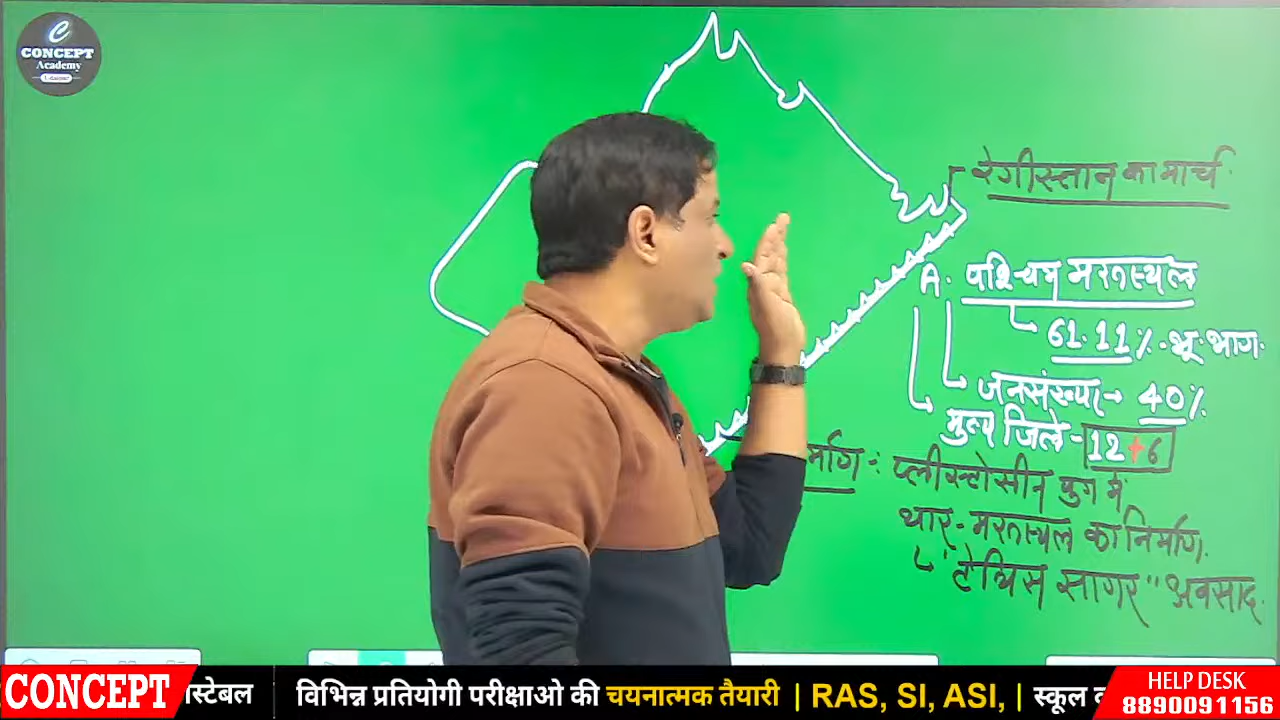 CONCEPT
Academy
रेगीस्तान का मार्च
A. पश्चिम मरूस्थल
61.11% भू-भाग
जनसंख्या → 40%
मुख्य जिले - 12+6
र्माण : प्लीस्टोसीन युग में
थार-मरूस्थल का निर्माण.
"टेथिस सागर" अवसाद.
CONCEPT स्टेबल विभिन्न प्रतियोगी परीक्षाओ की चयनात्मक तैयारी | RAS, SI, ASI, | स्कूल
HELP DESK
8890091156